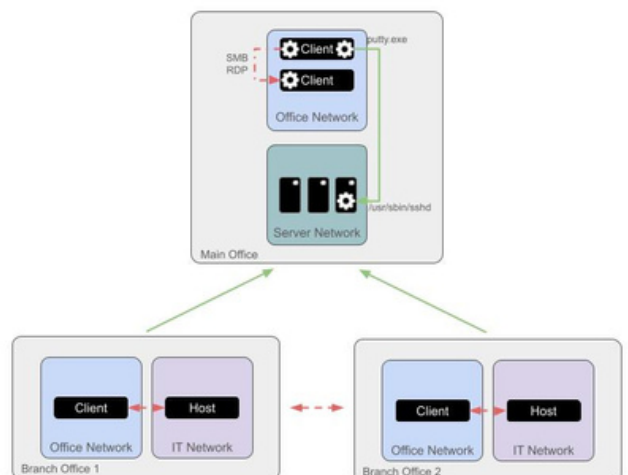 putty.exe
Client
SMB
RDP
Client
Office Network
/usr/sbin/sshd
Server Network
Main Office
Client
Host
Office Network
IT Network
Branch Office 1
Client
Host
Office Network
IT Network
Branch Office 2